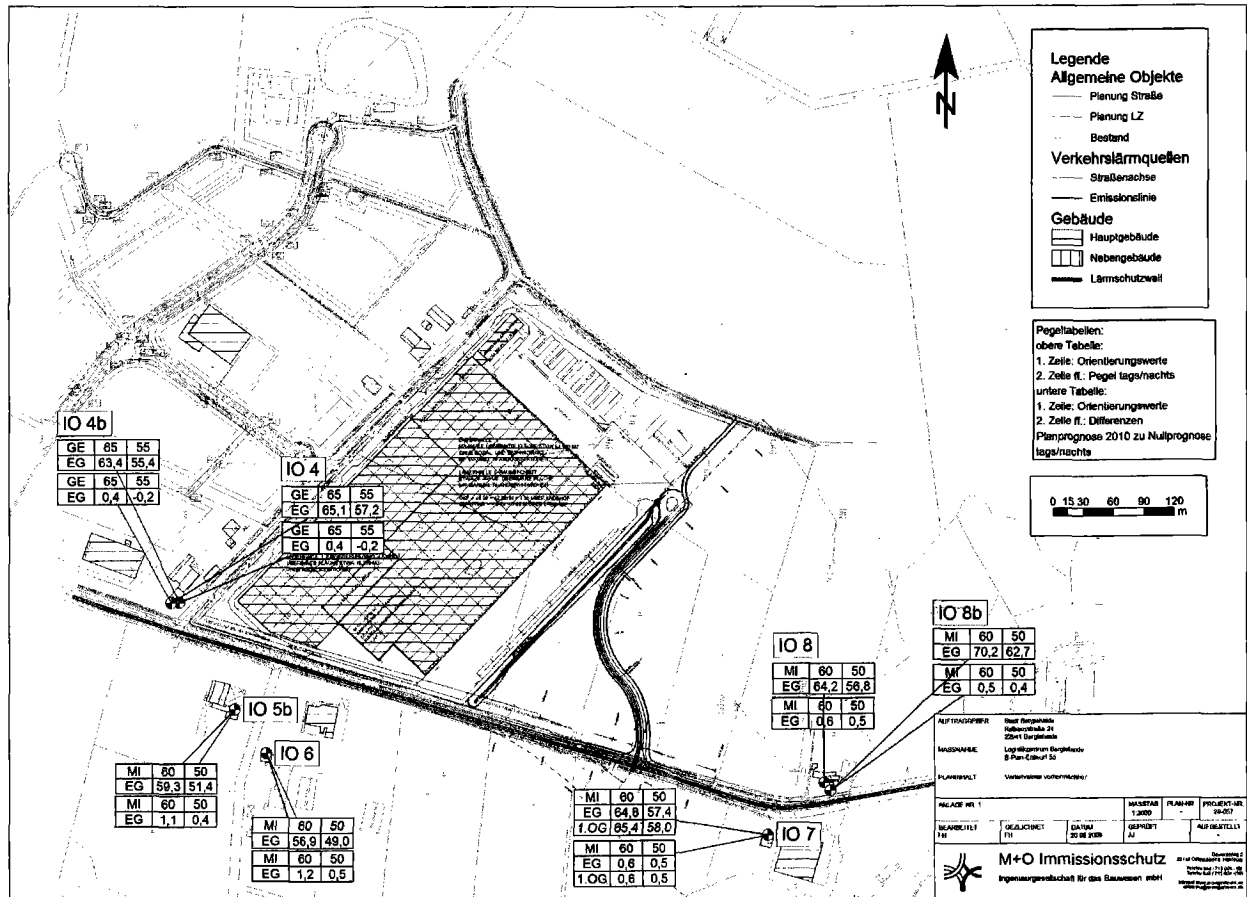 N
Legende
Allgemeine Objekte
Planung Straße
Planung LZ
Bestand
Verkehrslärmquellen
Straßenachse
Emissionslinie
Gebäude
Hauptgebäude
Nebengebäude
Lärmschutzwall
Pegeltabellen:
obere Tabelle:
1. Zeile: Orientierungswerte
2. Zeile ff.: Pegel tags/nachts
untere Tabelle:
1. Zeile: Orientierungswerte
2. Zeile ff.: Differenzen
Planprognose 2010 zu Nullprognose
tags/nachts
0 15 30 60 90 120
m
IO 4b
GE 65 55
EG 63,4 55,4
GE 65 55
EG 0,4 -0,2
IO 4
GE 65 55
EG 65,1 57,2
GE 65 55
EG 0,4 -0,2
IO 5b
MI 60 50
EG 59,3 51,4
MI 60 50
EG 1,1 0,4
IO 6
MI 60 50
EG 56,9 49,0
MI 60 50
EG 1,2 0,5
IO 7
MI 60 50
EG 64,8 57,4
1.OG 65,4 58,0
MI 60 50
EG 0,6 0,5
1.OG 0,6 0,5
IO 8
MI 60 50
EG 64,2 56,8
MI 60 50
EG 0,6 0,5
IO 8b
MI 60 50
EG 70,2 62,7
MI 60 50
EG 0,5 0,4
AUFTRAGGEBER
MASSNAHME
PLANINHALT
ANLAGE NR. 1
MASSTAB
PLAN-NR
PROJEKT-NR.
BEARBEITET
GEZEICHNET
DATUM
GEPRÜFT
AUFGESTELLT
M+O Immissionsschutz
Ingenieurgesellschaft für das Bauwesen mbH